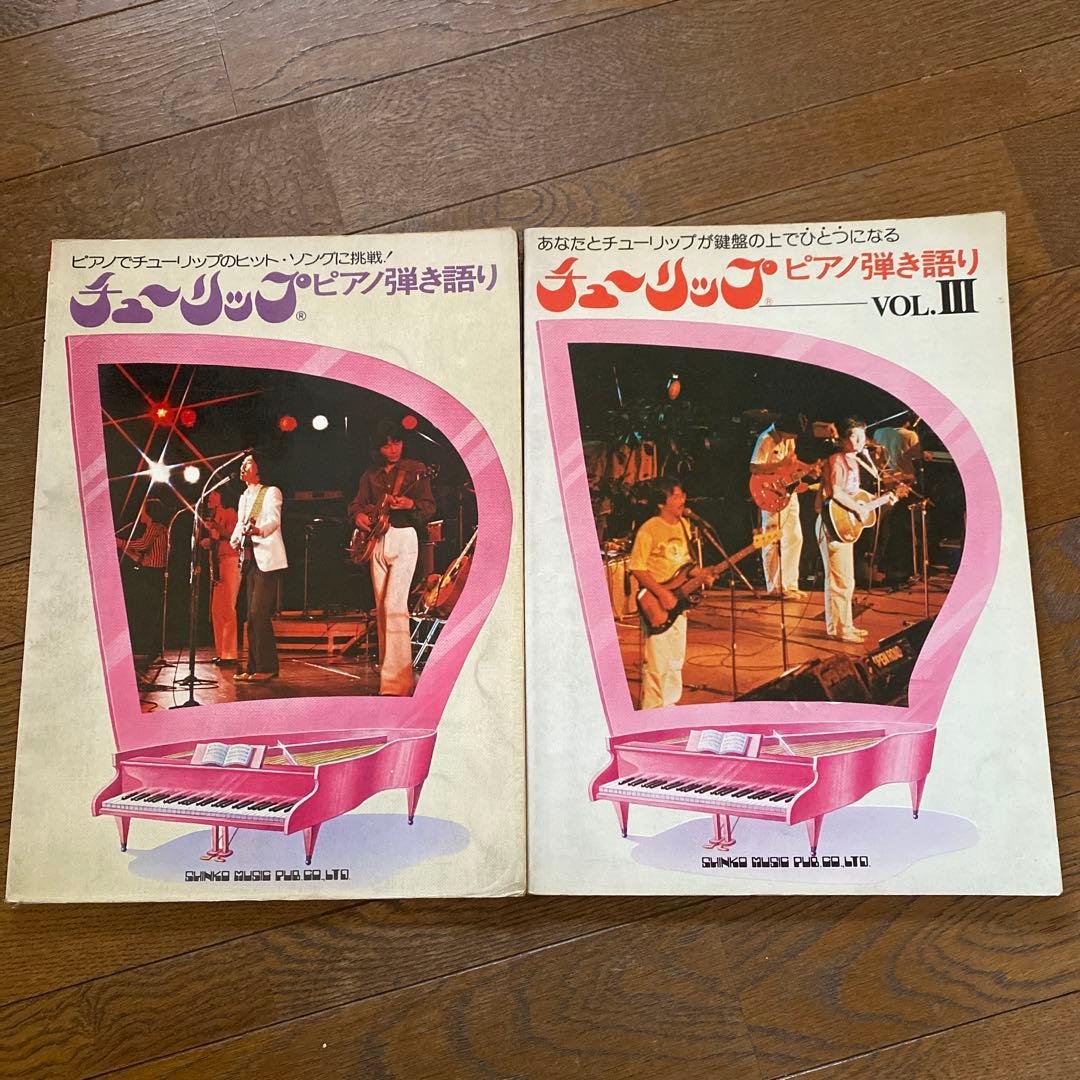 ピアノでチューリップのヒット・ソングに挑戦!
チューリップピアノ弾き語り
®
SHINKO MUSIC PUB.CO.,LTD.
あなたとチューリップが鍵盤の上でひとつになる
チューリップピアノ弾き語り
® VOL.III
SHINKO MUSIC PUB.CO.,LTD.